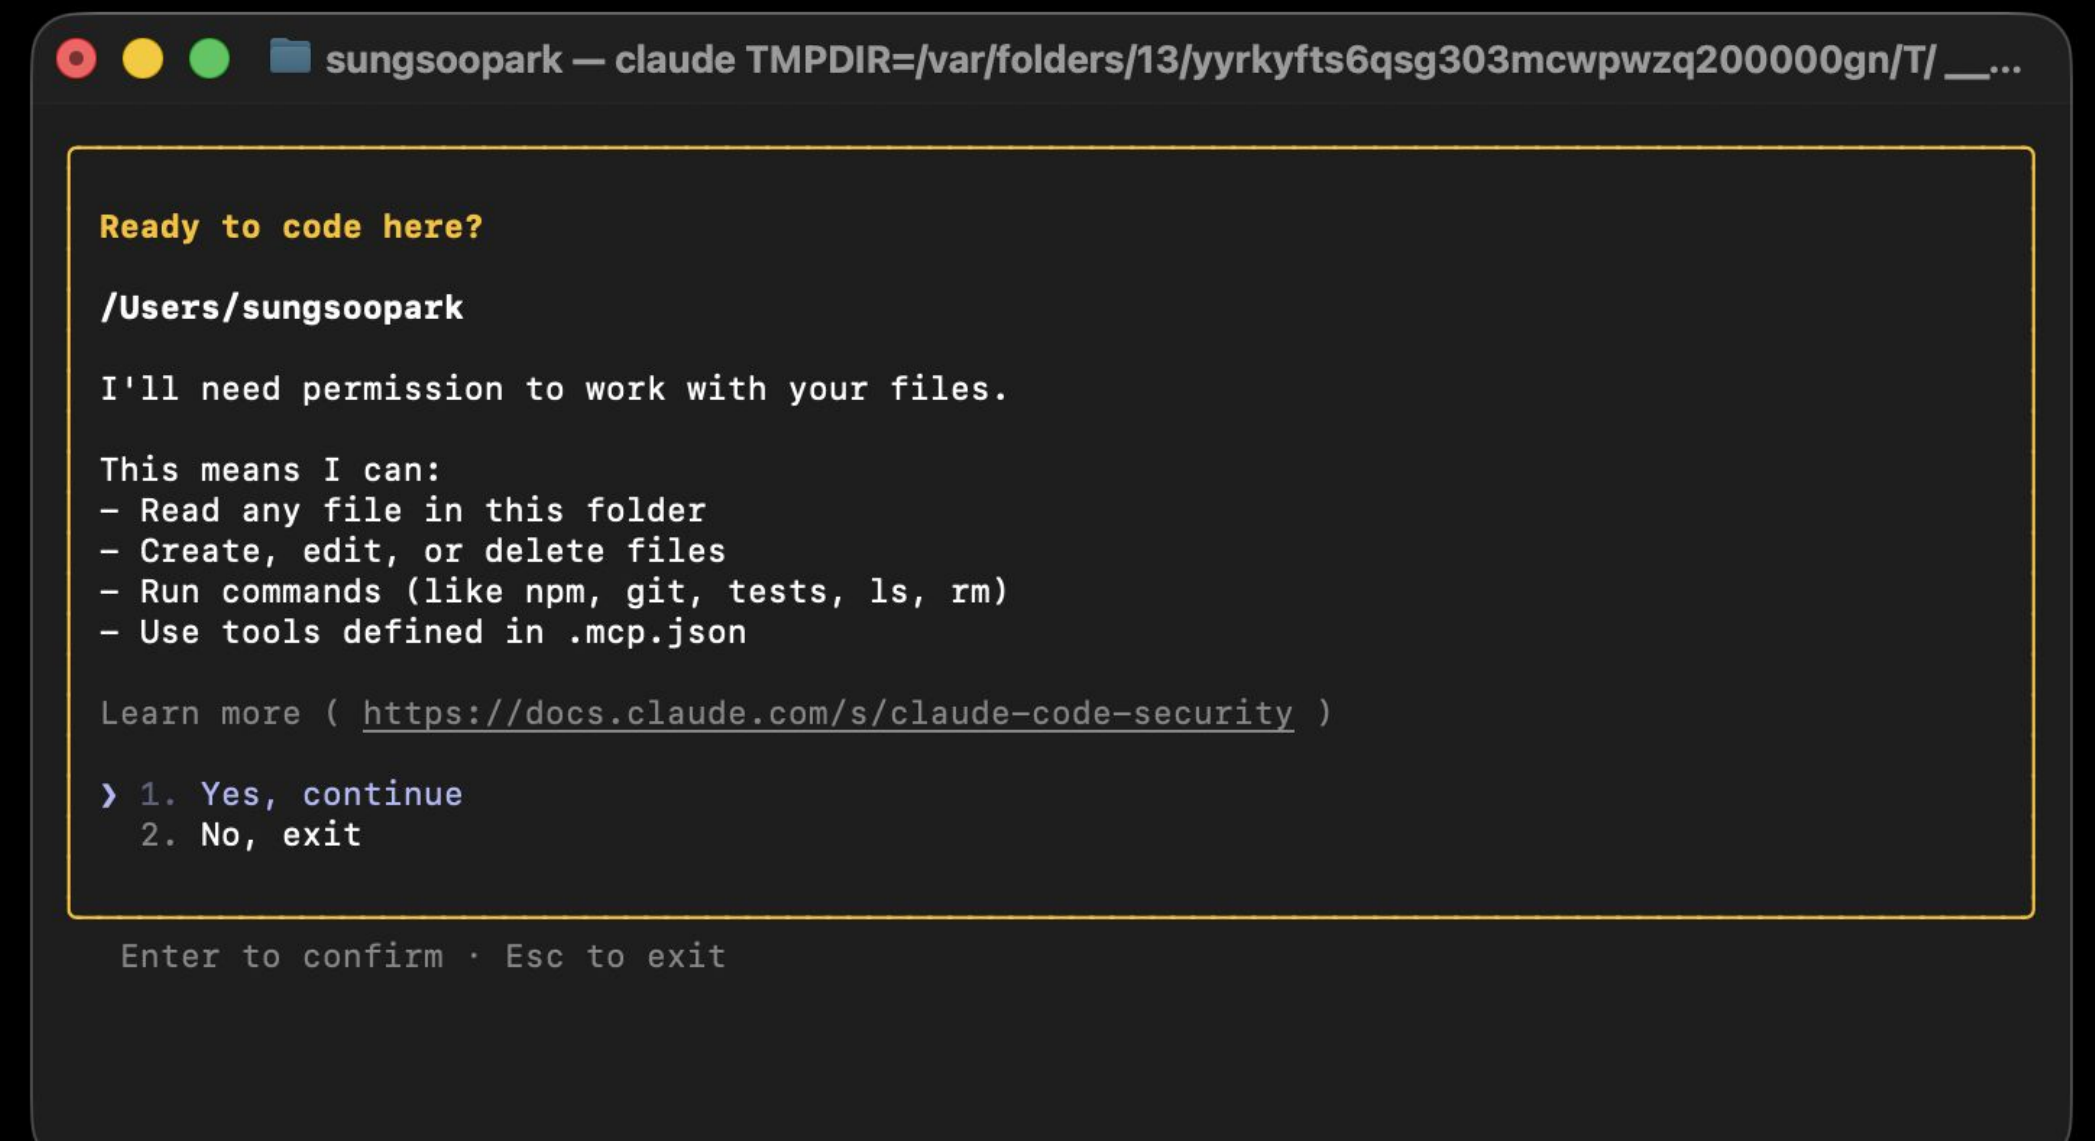 sungsoopark — claude TMPDIR=/var/folders/13/yyrkyfts6qsg303mcwpwzq200000gn/T/ __...
Ready to code here?
/Users/sungsoopark
I'll need permission to work with your files.
This means I can:
- Read any file in this folder
- Create, edit, or delete files
- Run commands (like npm, git, tests, ls, rm)
- Use tools defined in .mcp.json
Learn more ( https://docs.claude.com/s/claude-code-security )
❯ 1. Yes, continue
2. No, exit
Enter to confirm · Esc to exit